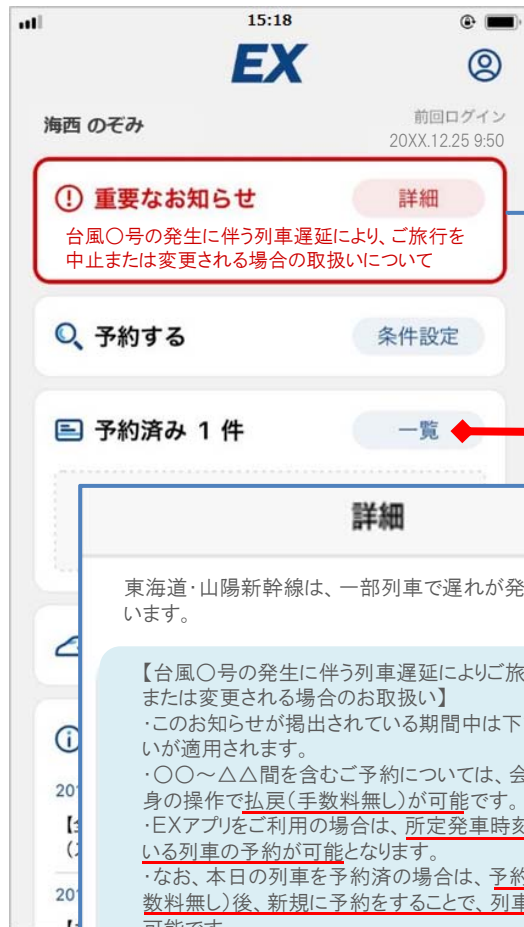 15:18
EX
海西 のぞみ
前回ログイン
20XX.12.25 9:50
重要なお知らせ
詳細
台風〇号の発生に伴う列車遅延により、ご旅行を
中止または変更される場合の取扱いについて
予約する
条件設定
予約済み 1 件
一覧
詳細
東海道・山陽新幹線は、一部列車で遅れが発
います。
【台風〇号の発生に伴う列車遅延によりご旅
または変更される場合のお取扱い】
・このお知らせが掲出されている期間中は下
いが適用されます。
・〇〇～△△間を含むご予約については、会
身の操作で払戻(手数料無し)が可能です。
・EXアプリをご利用の場合は、所定発車時刻
いる列車の予約が可能となります。
・なお、本日の列車を予約済の場合は、予約
数料無し)後、新規に予約をすることで、列車
可能です
20
20